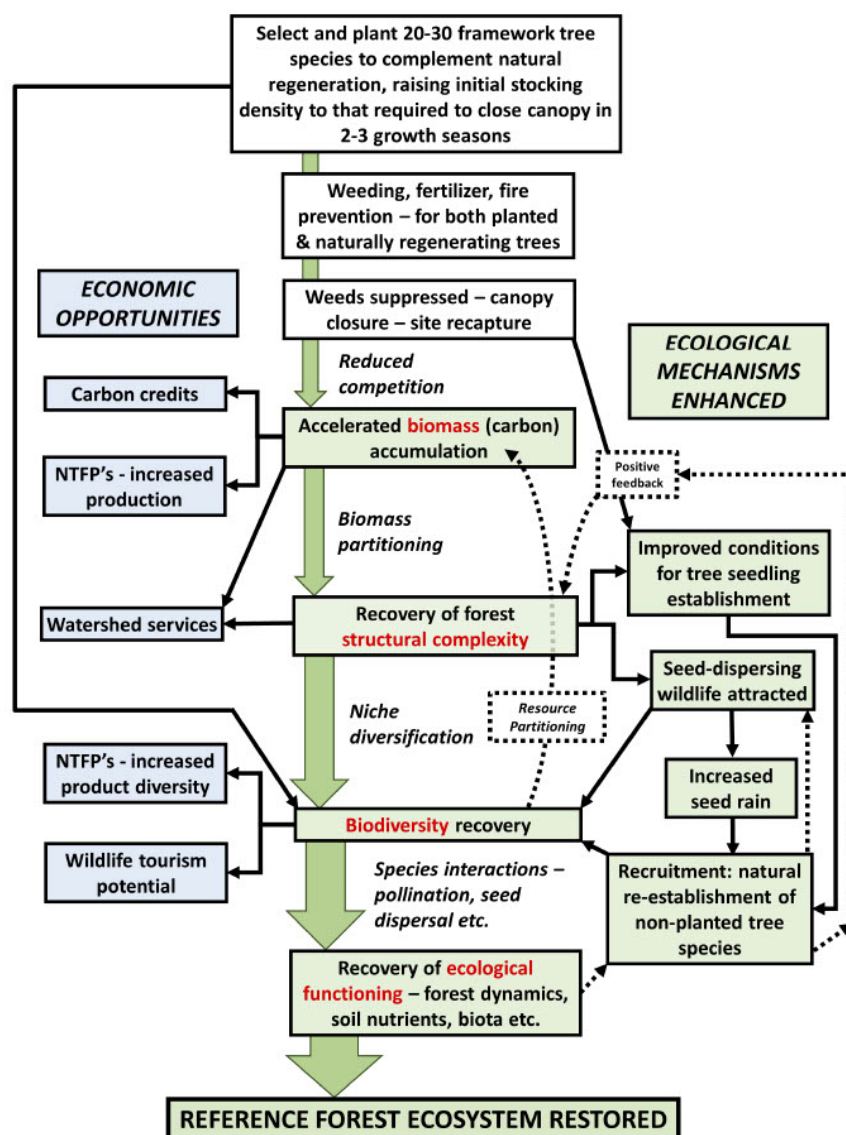 Select and plant 20-30 framework tree
species to complement natural
regeneration, raising initial stocking
density to that required to close canopy in
2-3 growth seasons
Weeding, fertilizer, fire
prevention – for both planted
& naturally regenerating trees
ECONOMIC
OPPORTUNITIES
Weeds suppressed – canopy
closure – site recapture
ECOLOGICAL
MECHANISMS
ENHANCED
Reduced
competition
Carbon credits
Accelerated biomass (carbon)
accumulation
NTFP's - increased
production
Positive
feedback
Biomass
partitioning
Improved conditions
for tree seedling
establishment
Watershed services
Recovery of forest
structural complexity
Seed-dispersing
wildlife attracted
Resource
Partitioning
Niche
diversification
NTFP's - increased
product diversity
Increased
seed rain
Biodiversity recovery
Wildlife tourism
potential
Species interactions –
pollination, seed
dispersal etc.
Recruitment: natural
re-establishment of
non-planted tree
species
Recovery of ecological
functioning – forest dynamics,
soil nutrients, biota etc.
REFERENCE FOREST ECOSYSTEM RESTORED